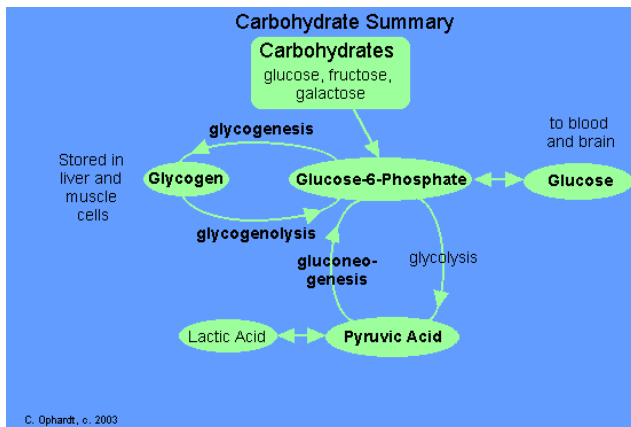 Carbohydrate Summary
Carbohydrates
glucose, fructose,
galactose
glycogenesis
to blood
and brain
Stored in
liver and
muscle
cells
Glycogen
Glucose-6-Phosphate
Glucose
glycogenolysis
gluconeo-
genesis
glycolysis
Lactic Acid
Pyruvic Acid
C. Ophardt, c. 2003